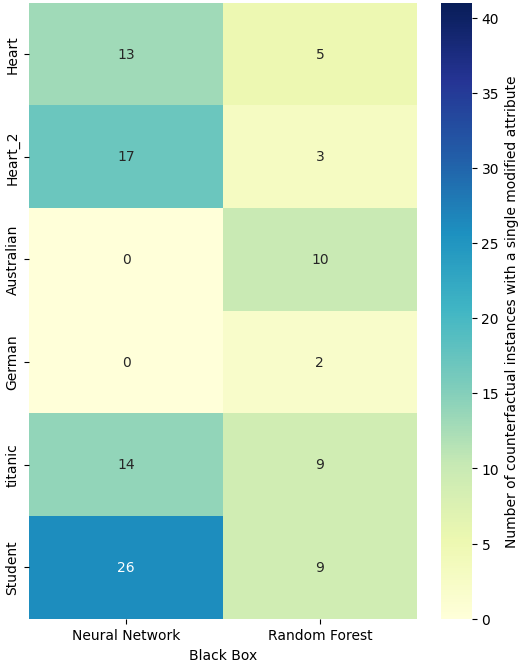 Heart 13 5
Heart_2 17 3
Australian 0 10
German 0 2
titanic 14 9
Student 26 9
Neural Network Random Forest
Black Box
40
35
30
25
20
15
10
5
0
Number of counterfactual instances with a single modified attribute